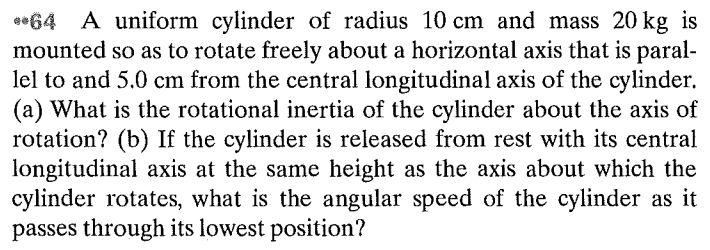 ••64 A uniform cylinder of radius 10 cm and mass 20 kg is
mounted so as to rotate freely about a horizontal axis that is paral-
lel to and 5.0 cm from the central longitudinal axis of the cylinder.
(a) What is the rotational inertia of the cylinder about the axis of
rotation? (b) If the cylinder is released from rest with its central
longitudinal axis at the same height as the axis about which the
cylinder rotates, what is the angular speed of the cylinder as it
passes through its lowest position?